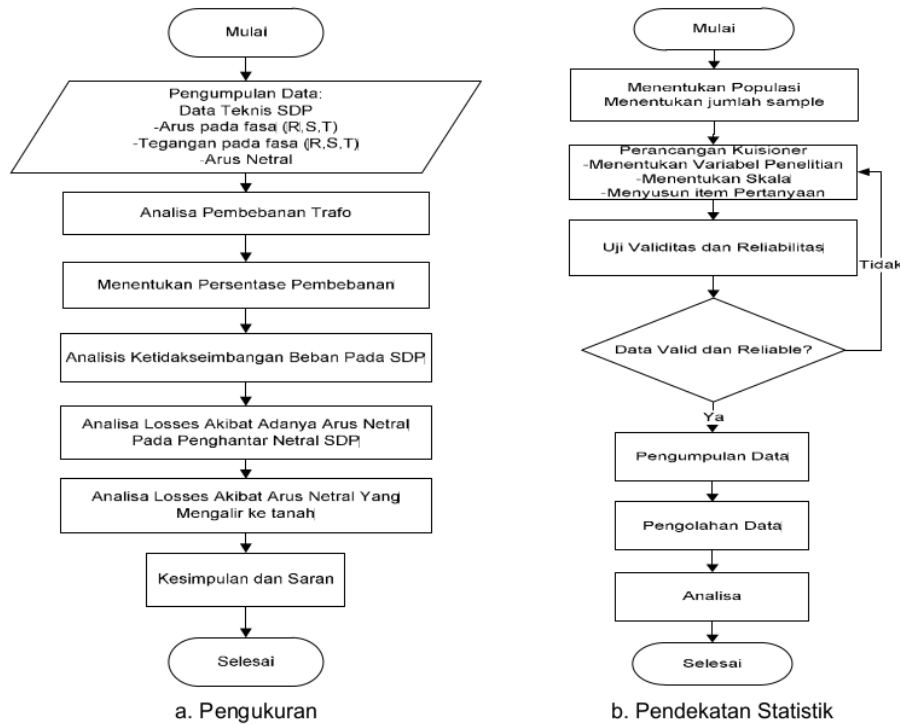 Mulai
Pengumpulan Data:
Data Teknis SDP
-Arus pada fasa (R,S,T)
-Tegangan pada fasa (R,S,T)
-Arus Netral
Analisa Pembebanan Trafo
Menentukan Persentase Pembebanan
Analisis Ketidakseimbangan Beban Pada SDP
Analisa Losses Akibat Adanya Arus Netral
Pada Penghantar Netral SDP
Analisa Losses Akibat Arus Netral Yang
Mengalir ke tanah
Kesimpulan dan Saran
Selesai
a. Pengukuran
Mulai
Menentukan Populasi
Menentukan jumlah sample
Perancangan Kuisioner
-Menentukan Variabel Penelitian
-Menentukan Skala
-Menyusun item Pertanyaan
Uji Validitas dan Reliabilitas
Tidak
Data Valid dan Reliable?
Ya
Pengumpulan Data
Pengolahan Data
Analisa
Selesai
b. Pendekatan Statistik